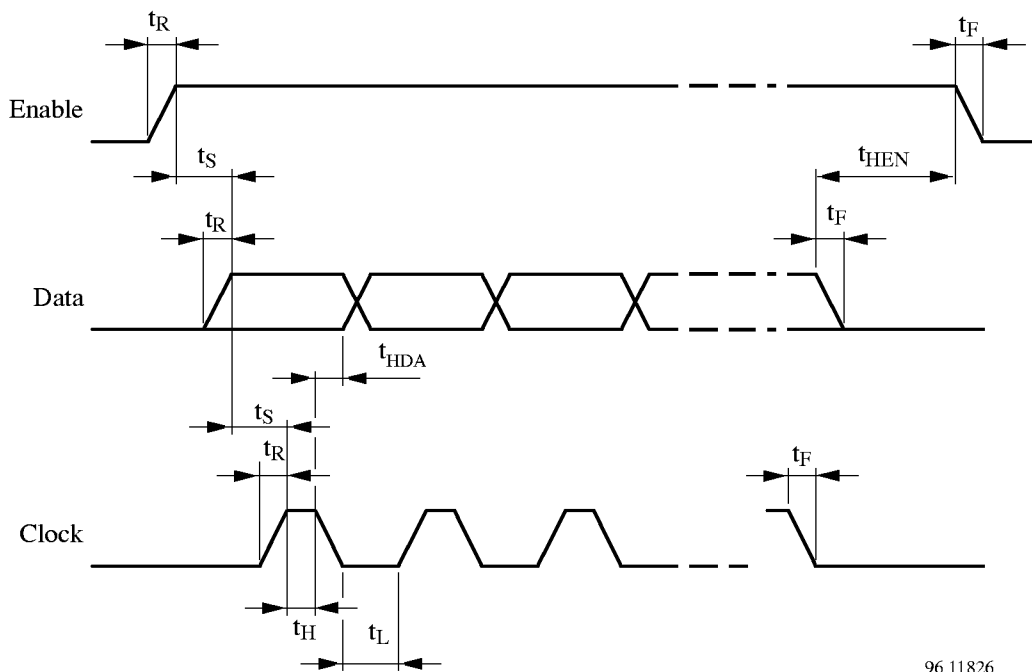 tR
tF
Enable
tS
tHEN
tR
tF
Data
tHDA
tS
tR
tF
Clock
tH
tL
96 11826